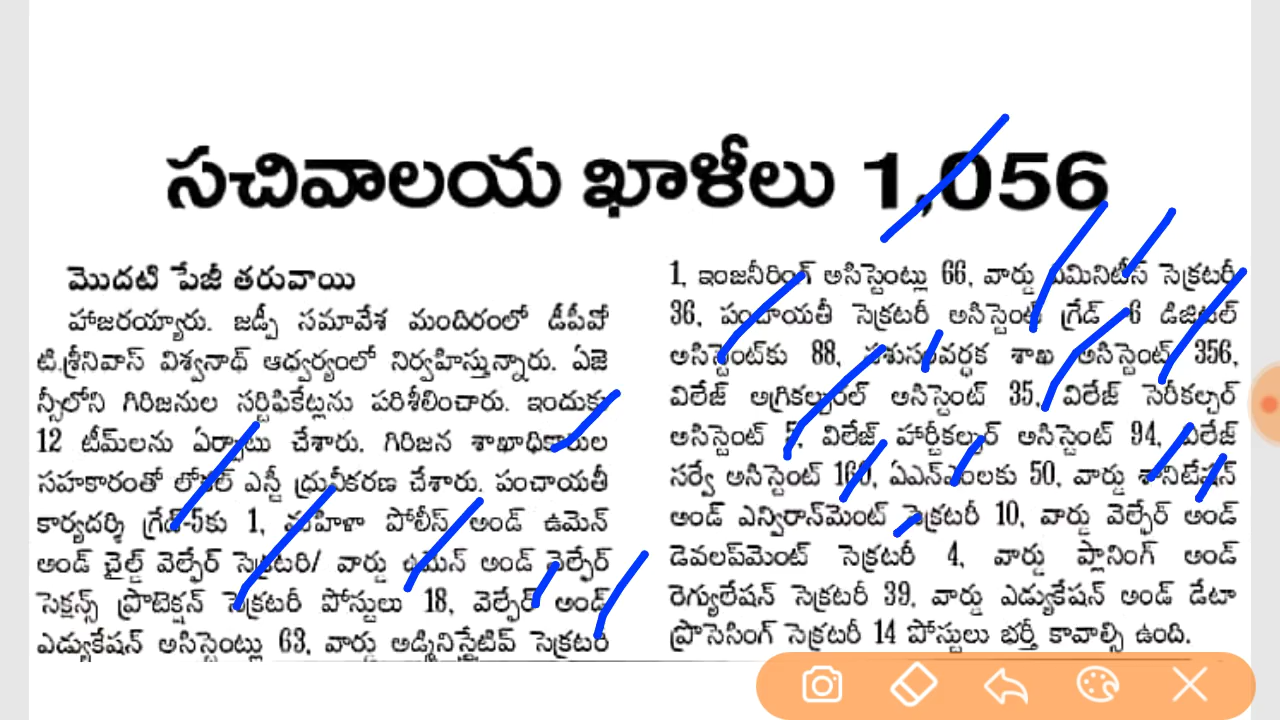 సచివాలయ ఖాళీలు 1,056
మొదటి పేజీ తరువాయి
హాజరయ్యారు. జడ్పీ సమావేశ మందిరంలో డీపీవో
టి.శ్రీనివాస్ విశ్వనాథ్ ఆధ్వర్యంలో నిర్వహిస్తున్నారు. ఏజె
న్సీలోని గిరిజనుల సర్టిఫికేట్లను పరిశీలించారు. ఇందుకు
12 టీమ్‌లను ఏర్పాటు చేశారు. గిరిజన శాఖాధికారుల
సహకారంతో లోకల్ ఎస్టీ ధ్రువీకరణ చేశారు. పంచాయతీ
కార్యదర్శి గ్రేడ్-5కు 1, మహిళా పోలీస్ అండ్ ఉమెన్
అండ్ చైల్డ్ వెల్ఫేర్ సెక్రటరి/ వార్డు ఉమెన్ అండ్ వెల్ఫేర్
సెక్షన్స్ ప్రొటెక్షన్ సెక్రటరీ పోస్టులు 18, వెల్ఫేర్ అండ్
ఎడ్యుకేషన్ అసిస్టెంట్లు 63, వార్డు అడ్మినిస్ట్రేటివ్ సెక్రటరీ
1, ఇంజనీరింగ్ అసిస్టెంట్లు 66, వార్డు ఎమినిటీస్ సెక్రటరీ
36, పంచాయతీ సెక్రటరీ అసిస్టెంట్ గ్రేడ్ -6 డిజిటల్
అసిస్టెంట్‌కు 88, పశుసంవర్ధక శాఖ అసిస్టెంట్ 356,
విలేజ్ అగ్రికల్చరల్ అసిస్టెంట్ 35, విలేజ్ సెరీకల్చర్
అసిస్టెంట్ 5, విలేజ్ హార్టీకల్చర్ అసిస్టెంట్ 94, విలేజ్
సర్వే అసిస్టెంట్ 160, ఏఎన్ఎంలకు 50, వార్డు శానిటేషన్
అండ్ ఎన్విరాన్‌మెంట్ సెక్రటరీ 10, వార్డు వెల్ఫేర్ అండ్
డెవలప్‌మెంట్ సెక్రటరీ 4, వార్డు ప్లానింగ్ అండ్
రెగ్యులేషన్ సెక్రటరీ 39, వార్డు ఎడ్యుకేషన్ అండ్ డేటా
ప్రాసెసింగ్ సెక్రటరీ 14 పోస్టులు భర్తీ కావాల్సి ఉంది.